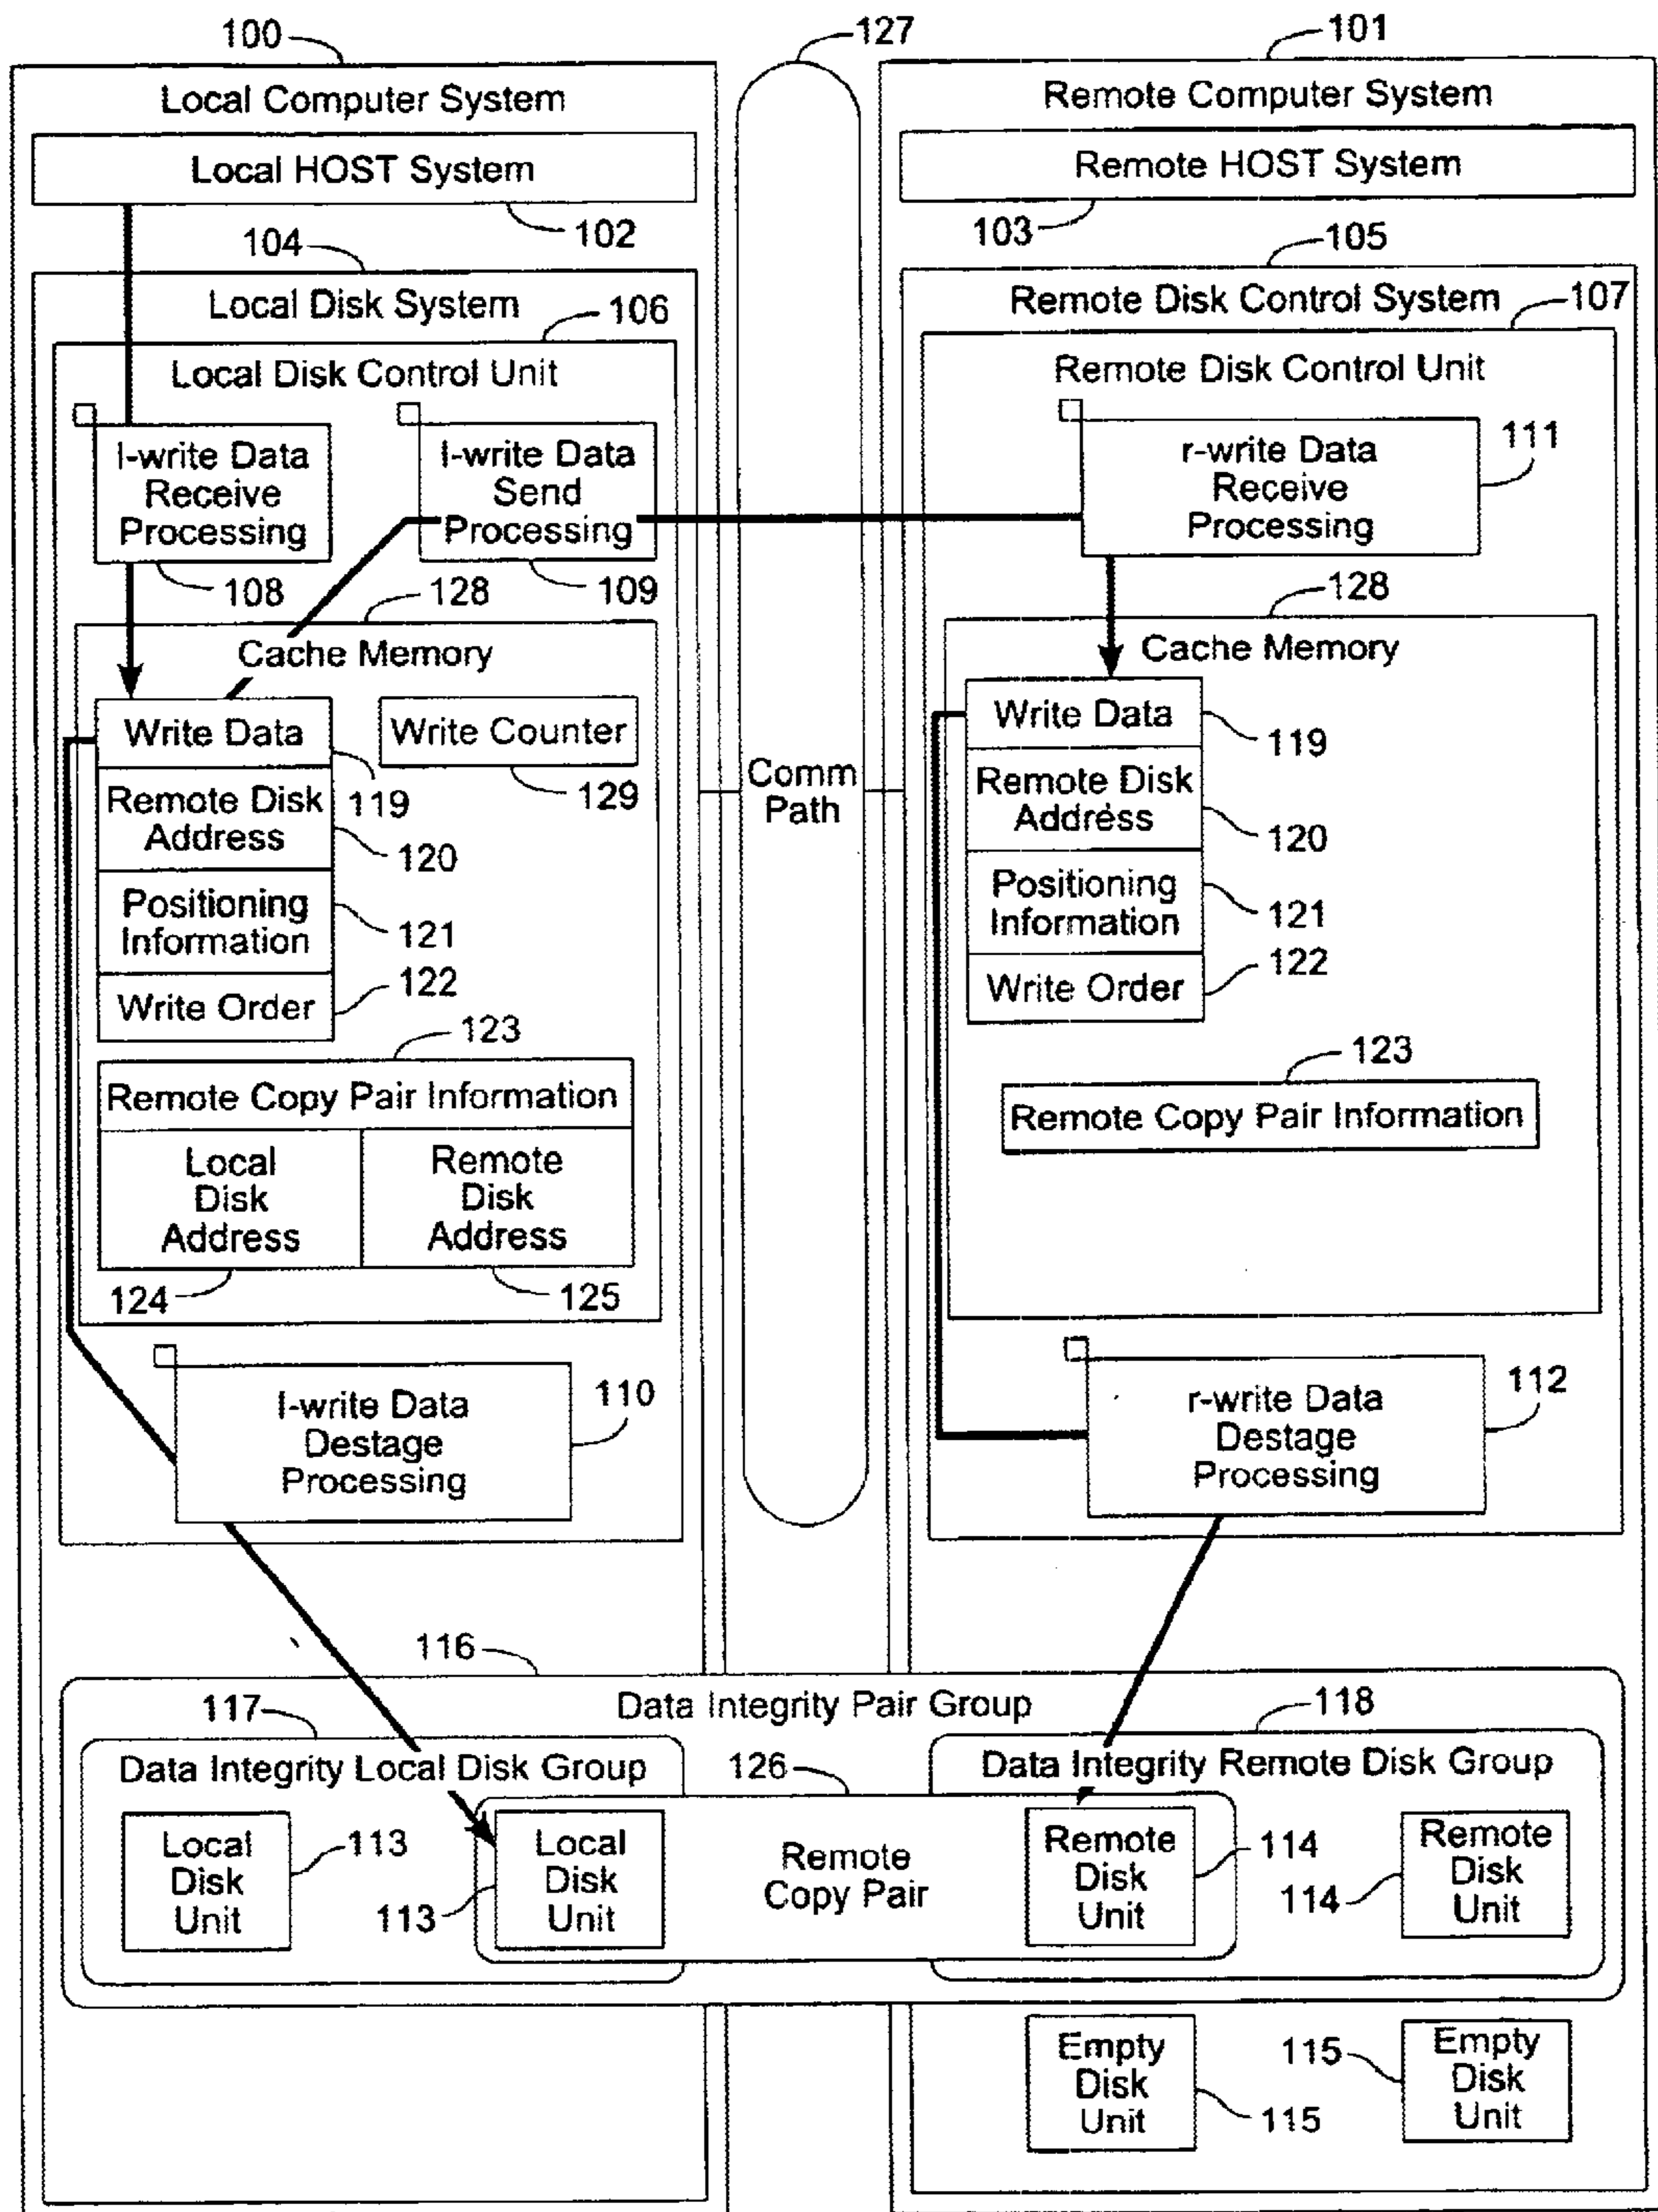 100
127
101
Local Computer System
Remote Computer System
Local HOST System
Remote HOST System
102
103
104
105
Local Disk System
Remote Disk Control System
106
107
Local Disk Control Unit
Remote Disk Control Unit
l-write Data
Receive
Processing
l-write Data
Send
Processing
r-write Data
Receive
Processing
111
108
109
128
128
Cache Memory
Cache Memory
Write Data
Write Counter
Write Data
119
129
119
Remote Disk
Address
120
Comm
Path
Remote Disk
Address
120
Positioning
Information
121
Positioning
Information
121
Write Order
122
Write Order
122
123
123
Remote Copy Pair Information
Remote Copy Pair Information
Local
Disk
Address
Remote
Disk
Address
124
125
l-write Data
Destage
Processing
110
r-write Data
Destage
Processing
112
116
Data Integrity Pair Group
117
118
Data Integrity Local Disk Group
126
Data Integrity Remote Disk Group
Local
Disk
Unit
113
113
Local
Disk
Unit
Remote
Copy Pair
Remote
Disk
Unit
114
114
Remote
Disk
Unit
Empty
Disk
Unit
115
115
Empty
Disk
Unit